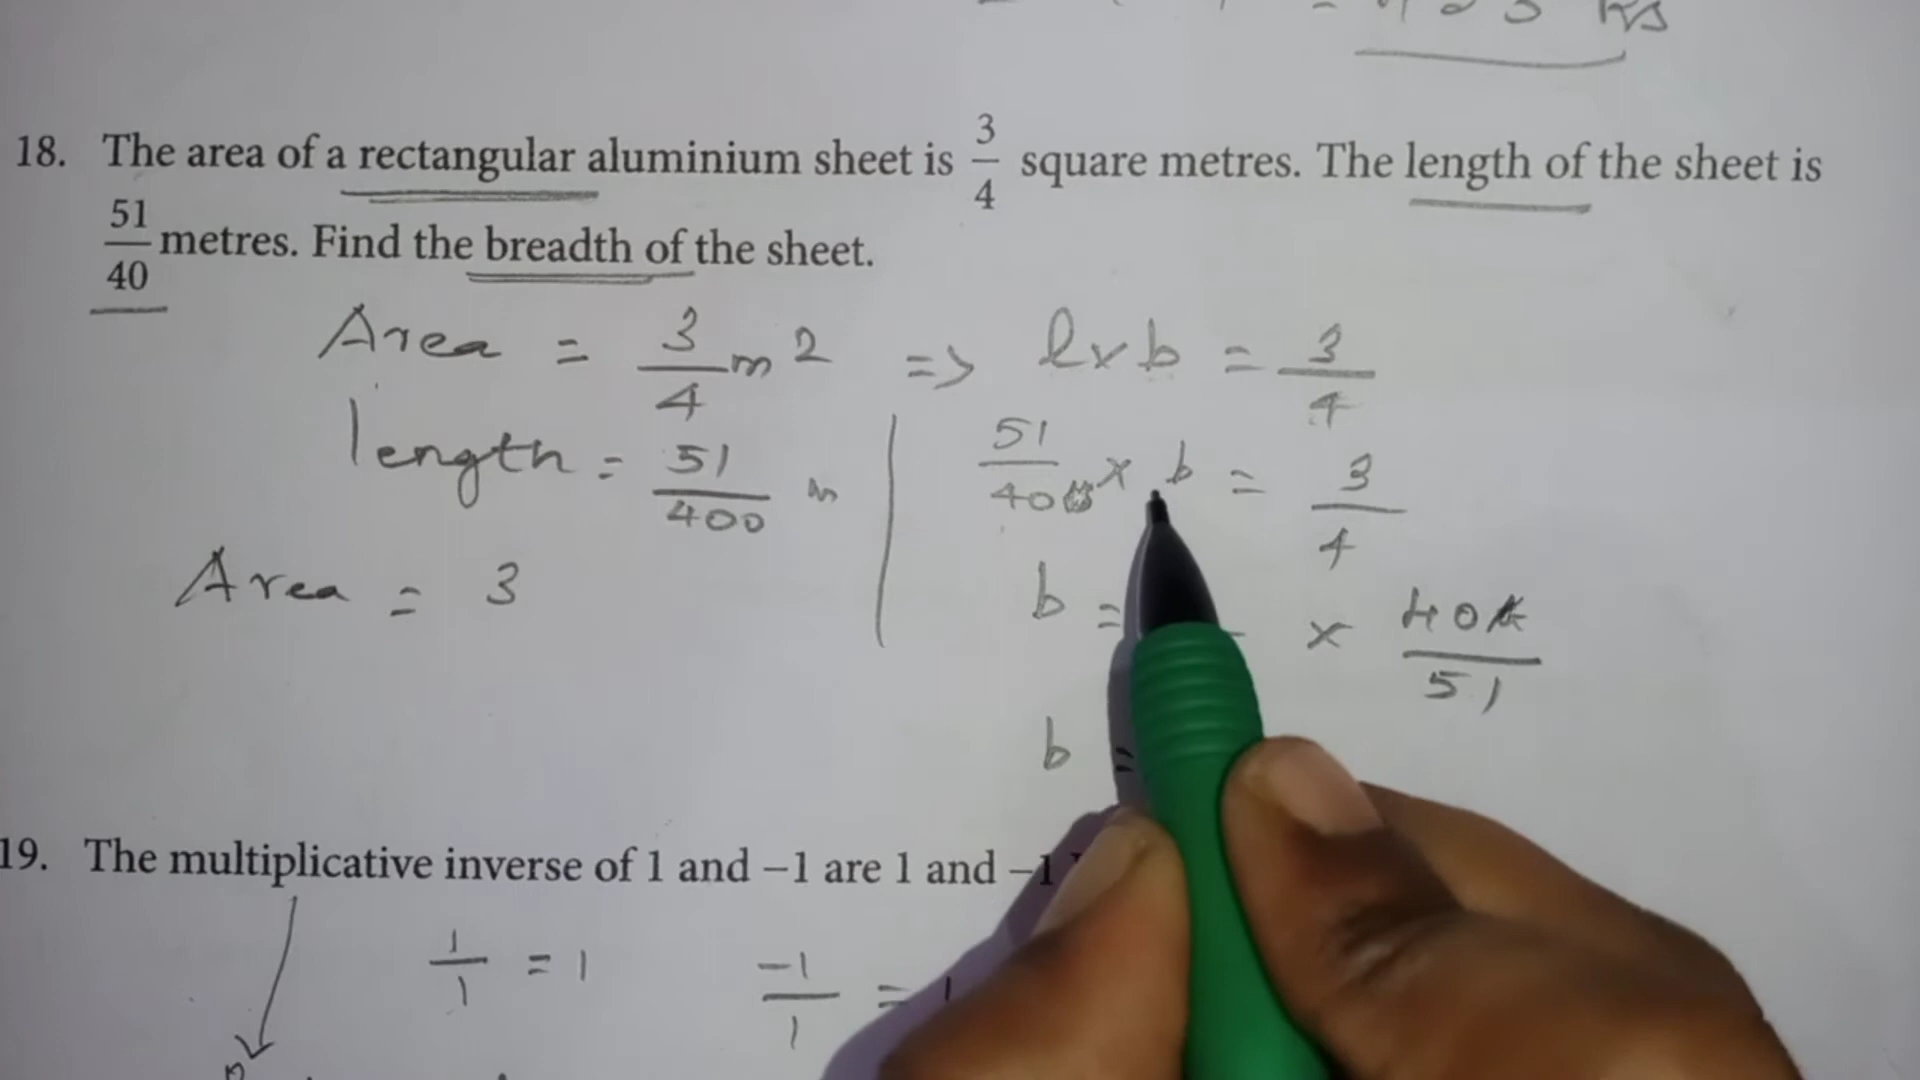 18. The area of a rectangular aluminium sheet is 3/4 square metres. The length of the sheet is
51/40 metres. Find the breadth of the sheet.
Area = 3/4 m² => l x b = 3/4
length = 51/400 m
51/40 x b = 3/4
Area = 3
b = x 40/51
b =
19. The multiplicative inverse of 1 and –1 are 1 and –1
1/1 = 1 -1/1 =